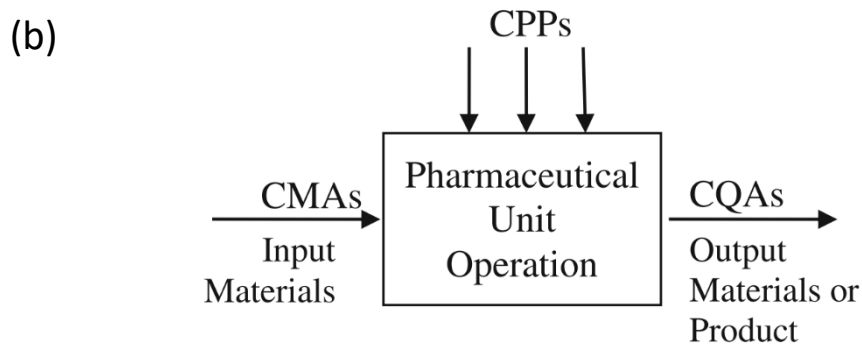 (b)
CPPs
CMAs
Input
Materials
Pharmaceutical
Unit
Operation
CQAs
Output
Materials or
Product